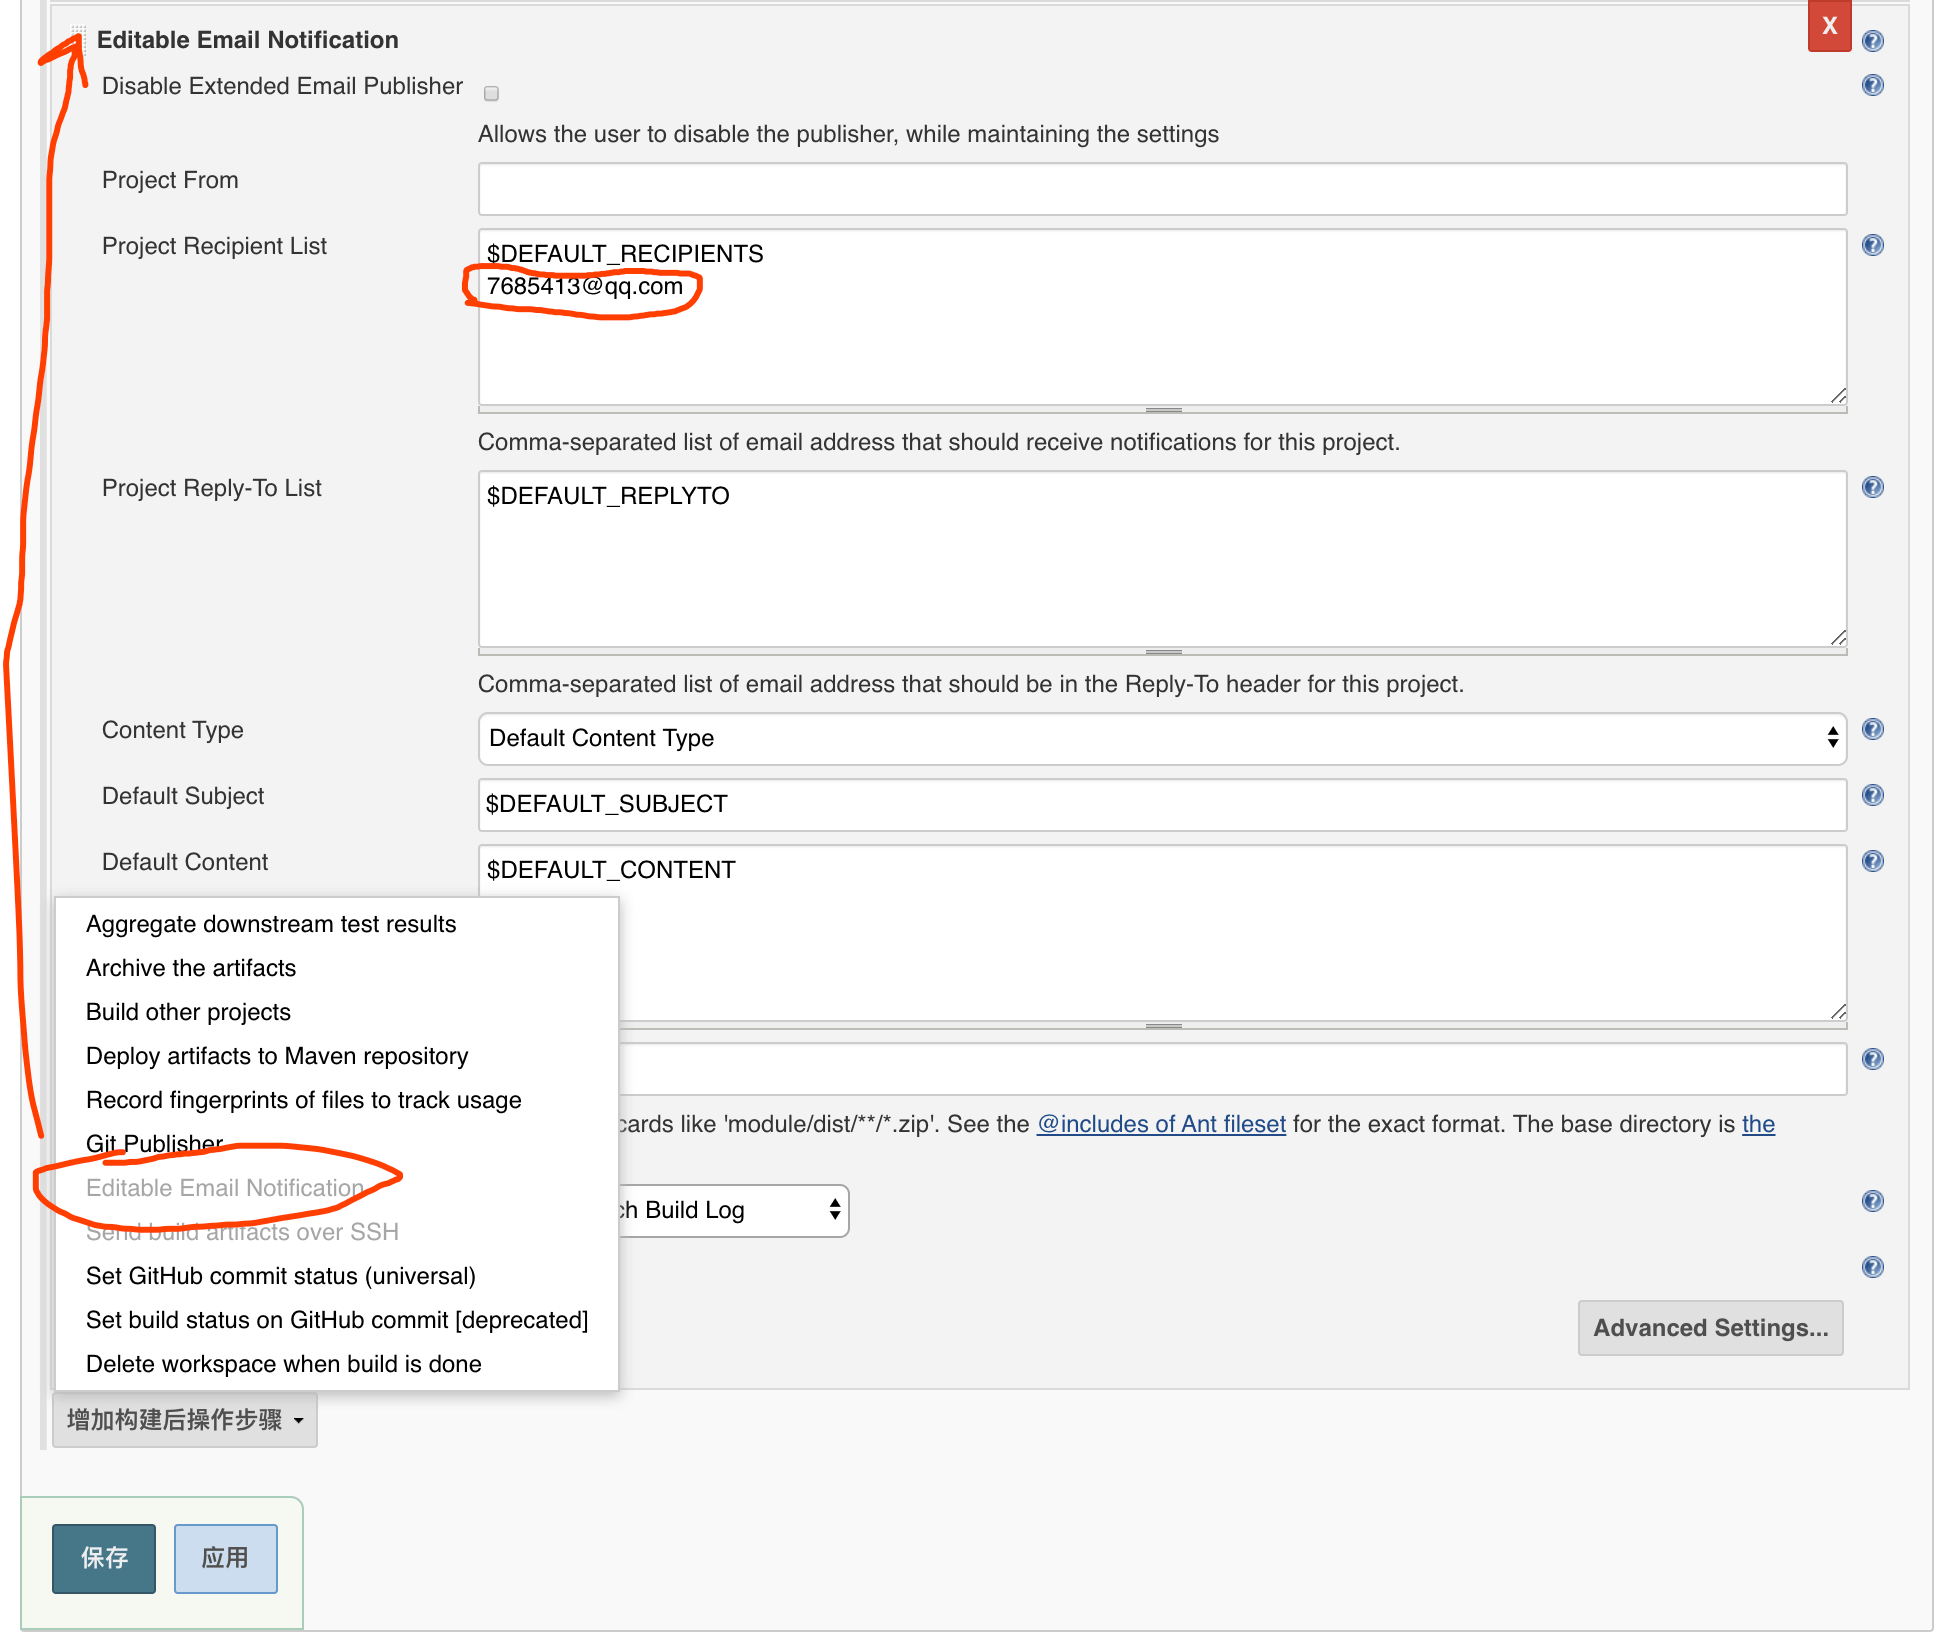 Editable Email Notification
X
Disable Extended Email Publisher
Allows the user to disable the publisher, while maintaining the settings
Project From
Project Recipient List
$DEFAULT_RECIPIENTS
7685413@qq.com
Comma-separated list of email address that should receive notifications for this project.
Project Reply-To List
$DEFAULT_REPLYTO
Comma-separated list of email address that should be in the Reply-To header for this project.
Content Type
Default Content Type
Default Subject
$DEFAULT_SUBJECT
Default Content
$DEFAULT_CONTENT
Aggregate downstream test results
Archive the artifacts
Build other projects
Deploy artifacts to Maven repository
Record fingerprints of files to track usage
Git Publisher
Editable Email Notification
Send build artifacts over SSH
Set GitHub commit status (universal)
Set build status on GitHub commit [deprecated]
Delete workspace when build is done
cards like 'module/dist/**/*.zip'. See the @includes of Ant fileset for the exact format. The base directory is the
ch Build Log
Advanced Settings...
增加构建后操作步骤
保存
应用